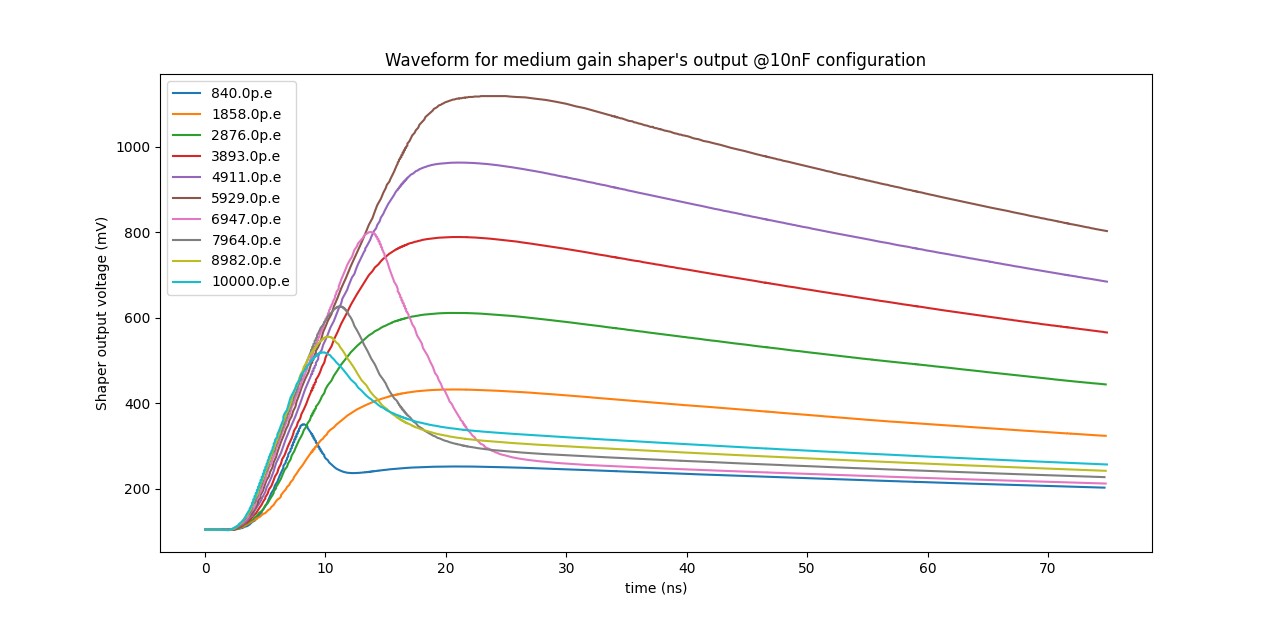 Waveform for medium gain shaper's output @10nF configuration
840.0p.e
1858.0p.e
2876.0p.e
3893.0p.e
4911.0p.e
5929.0p.e
6947.0p.e
7964.0p.e
8982.0p.e
10000.0p.e
Shaper output voltage (mV)
1000
800
600
400
200
0 10 20 30 40 50 60 70
time (ns)